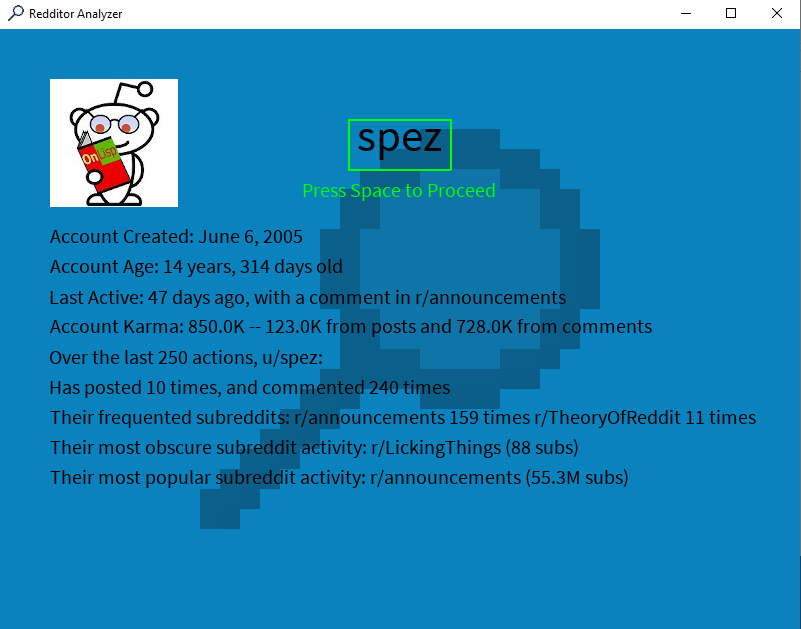 Redditor Analyzer
On Lisp
spez
Press Space to Proceed
Account Created: June 6, 2005
Account Age: 14 years, 314 days old
Last Active: 47 days ago, with a comment in r/announcements
Account Karma: 850.0K -- 123.0K from posts and 728.0K from comments
Over the last 250 actions, u/spez:
Has posted 10 times, and commented 240 times
Their frequented subreddits: r/announcements 159 times r/TheoryOfReddit 11 times
Their most obscure subreddit activity: r/LickingThings (88 subs)
Their most popular subreddit activity: r/announcements (55.3M subs)